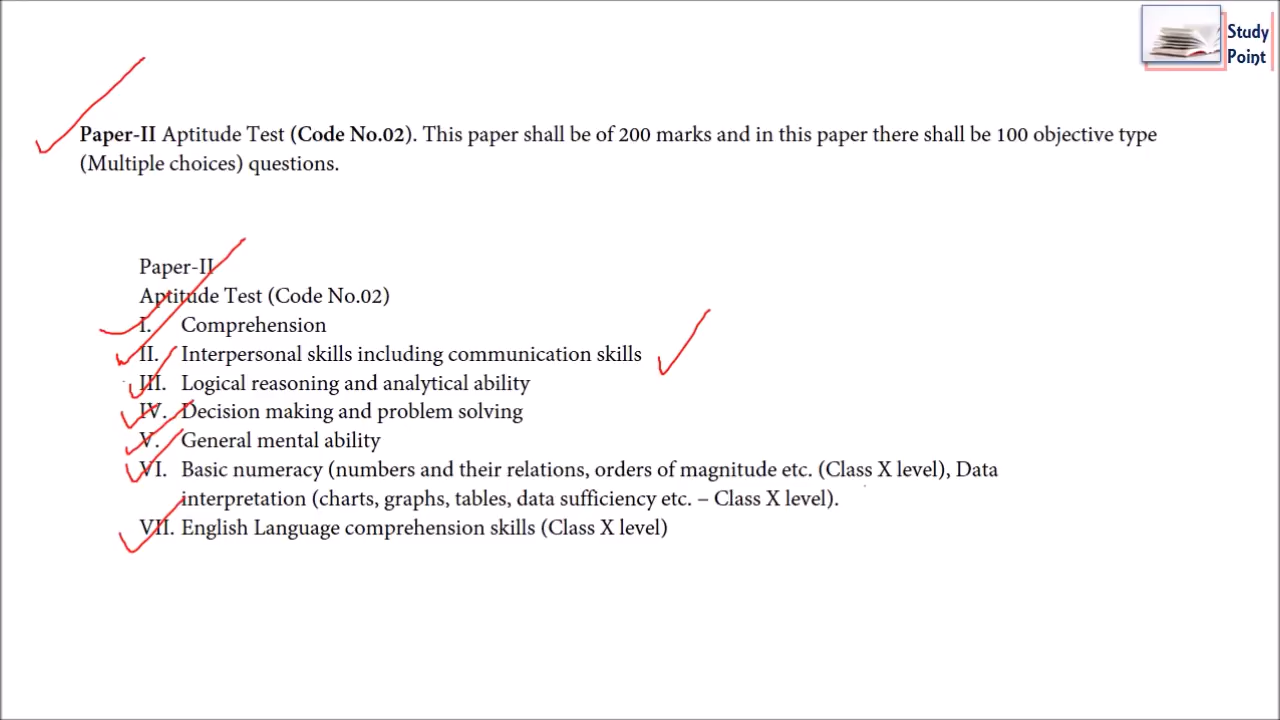 Study
Point
Paper-II Aptitude Test (Code No.02). This paper shall be of 200 marks and in this paper there shall be 100 objective type
(Multiple choices) questions.
Paper-II
Aptitude Test (Code No.02)
I. Comprehension
II. Interpersonal skills including communication skills
III. Logical reasoning and analytical ability
IV. Decision making and problem solving
V. General mental ability
VI. Basic numeracy (numbers and their relations, orders of magnitude etc. (Class X level), Data
interpretation (charts, graphs, tables, data sufficiency etc. – Class X level).
VII. English Language comprehension skills (Class X level)